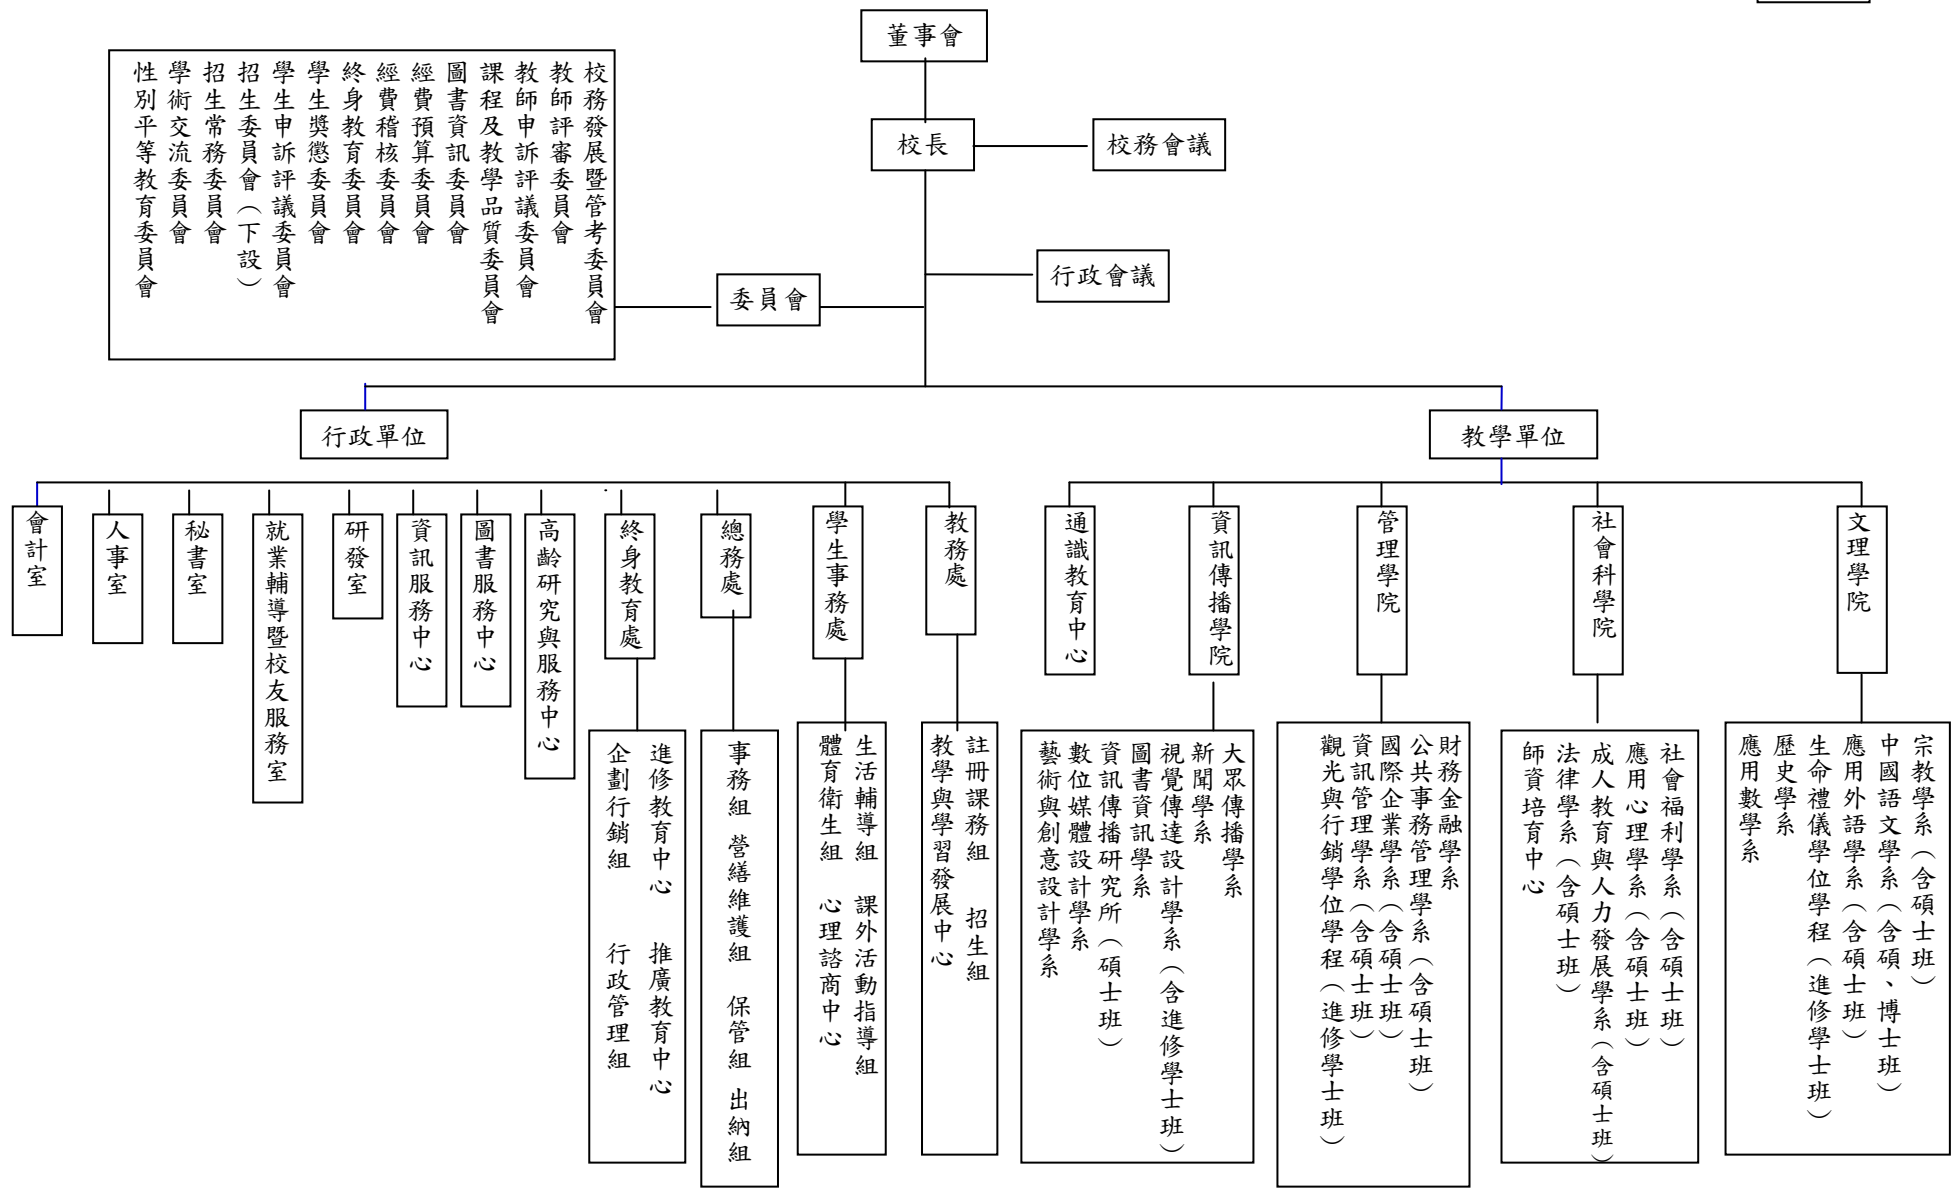 董事會
校長
校務會議
行政會議
委員會
校務發展暨管考委員會
教師評審委員會
教師申訴評議委員會
課程及教學品質委員會
圖書資訊委員會
經費預算委員會
經費稽核委員會
終身教育委員會
學生獎懲委員會
學生申訴評議委員會
招生委員會（下設）
招生常務委員會
學術交流委員會
性別平等教育委員會
行政單位
教學單位
會計室
人事室
秘書室
就業輔導暨校友服務室
研發室
資訊服務中心
圖書服務中心
高齡研究與服務中心
終身教育處
總務處
學生事務處
教務處
通識教育中心
資訊傳播學院
管理學院
社會科學院
文理學院
進修教育中心 推廣教育中心
企劃行銷組 行政管理組
事務組 營繕維護組 保管組 出納組
生活輔導組 課外活動指導組
體育衛生組 心理諮商中心
註冊課務組 招生組
教學與學習發展中心
大眾傳播學系
新聞學系
視覺傳達設計學系（含進修學士班）
圖書資訊學系
資訊傳播研究所（碩士班）
數位媒體設計學系
藝術與創意設計學系
財務金融學系
公共事務管理學系（含碩士班）
國際企業學系（含碩士班）
資訊管理學系（含碩士班）
觀光與行銷學位學程（進修學士班）
社會福利學系（含碩士班）
應用心理學系（含碩士班）
成人教育與人力發展學系（含碩士班）
法律學系（含碩士班）
師資培育中心
宗教學系（含碩士班）
中國語文學系（含碩、博士班）
應用外語學系（含碩士班）
生命禮儀學位學程（進修學士班）
歷史學系
應用數學系